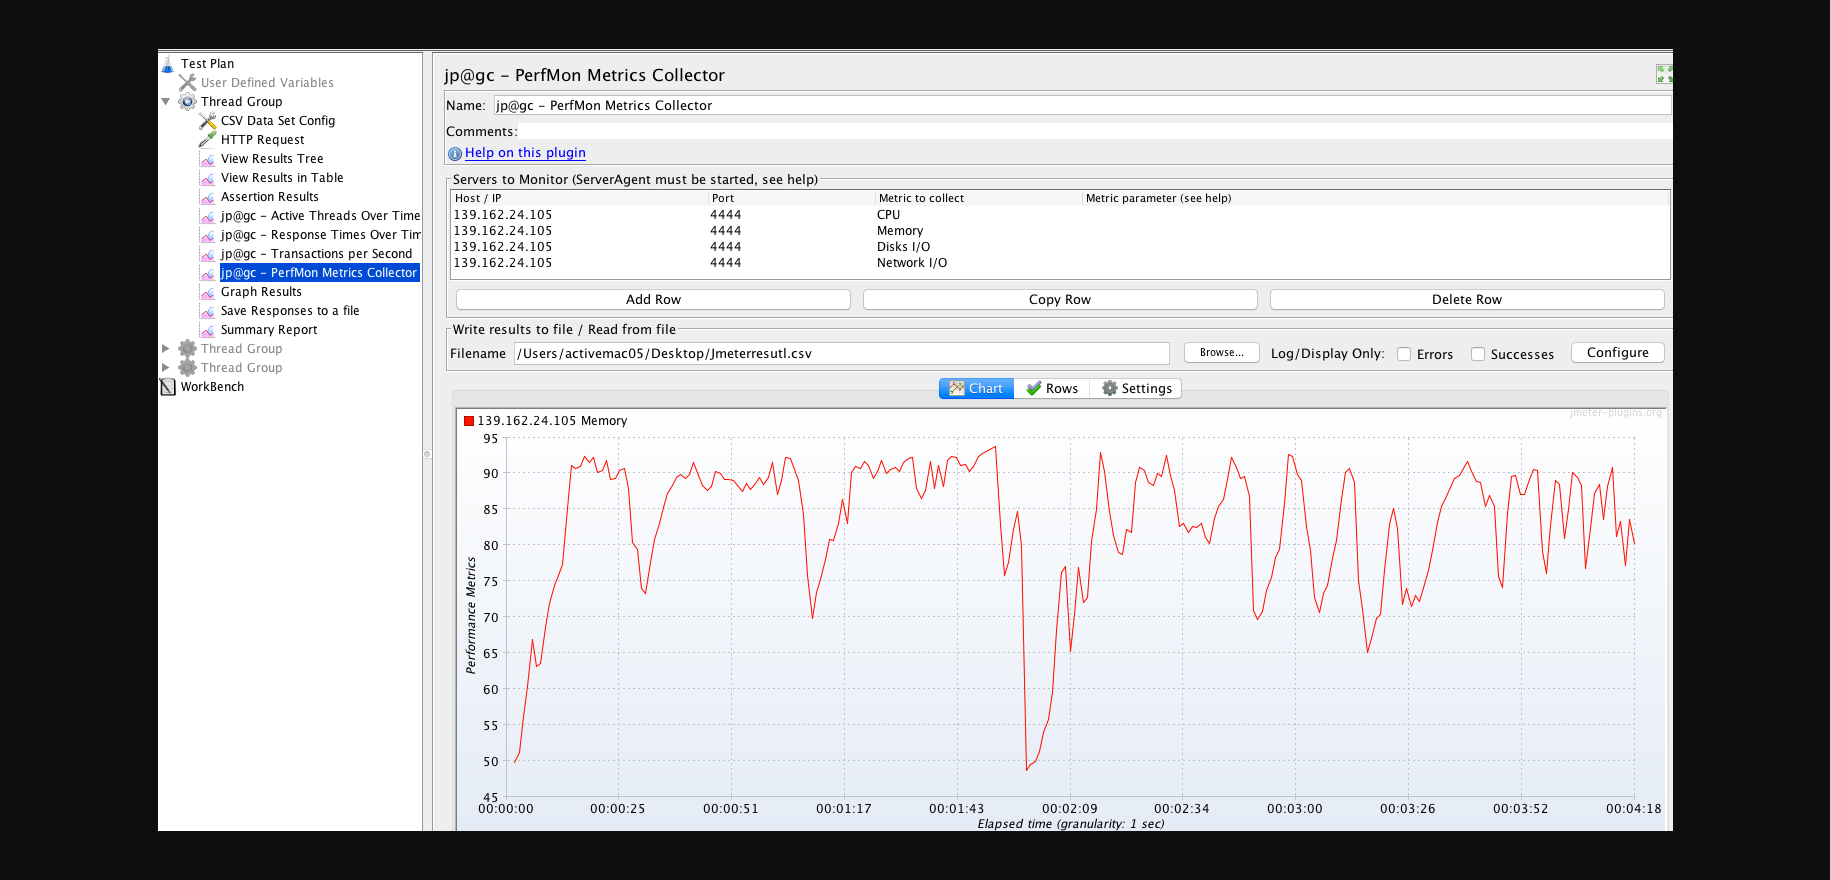 Test Plan
User Defined Variables
Thread Group
CSV Data Set Config
HTTP Request
View Results Tree
View Results in Table
Assertion Results
jp@gc - Active Threads Over Time
jp@gc - Response Times Over Tim
jp@gc - Transactions per Second
jp@gc - PerfMon Metrics Collector
Graph Results
Save Responses to a file
Summary Report
Thread Group
Thread Group
WorkBench
jp@gc - PerfMon Metrics Collector
Name: jp@gc - PerfMon Metrics Collector
Comments:
Help on this plugin
Servers to Monitor (ServerAgent must be started, see help)
Host / IP Port Metric to collect Metric parameter (see help)
139.162.24.105 4444 CPU
139.162.24.105 4444 Memory
139.162.24.105 4444 Disks I/O
139.162.24.105 4444 Network I/O
Add Row Copy Row Delete Row
Write results to file / Read from file
Filename /Users/activemac05/Desktop/Jmeterresutl.csv Browse... Log/Display Only: Errors Successes Configure
Chart Rows Settings
jmeter-plugins.org
139.162.24.105 Memory
95
90
85
80
75
70
65
60
55
50
45
Performance Metrics
00:00:00 00:00:25 00:00:51 00:01:17 00:01:43 00:02:09 00:02:34 00:03:00 00:03:26 00:03:52 00:04:18
Elapsed time (granularity: 1 sec)